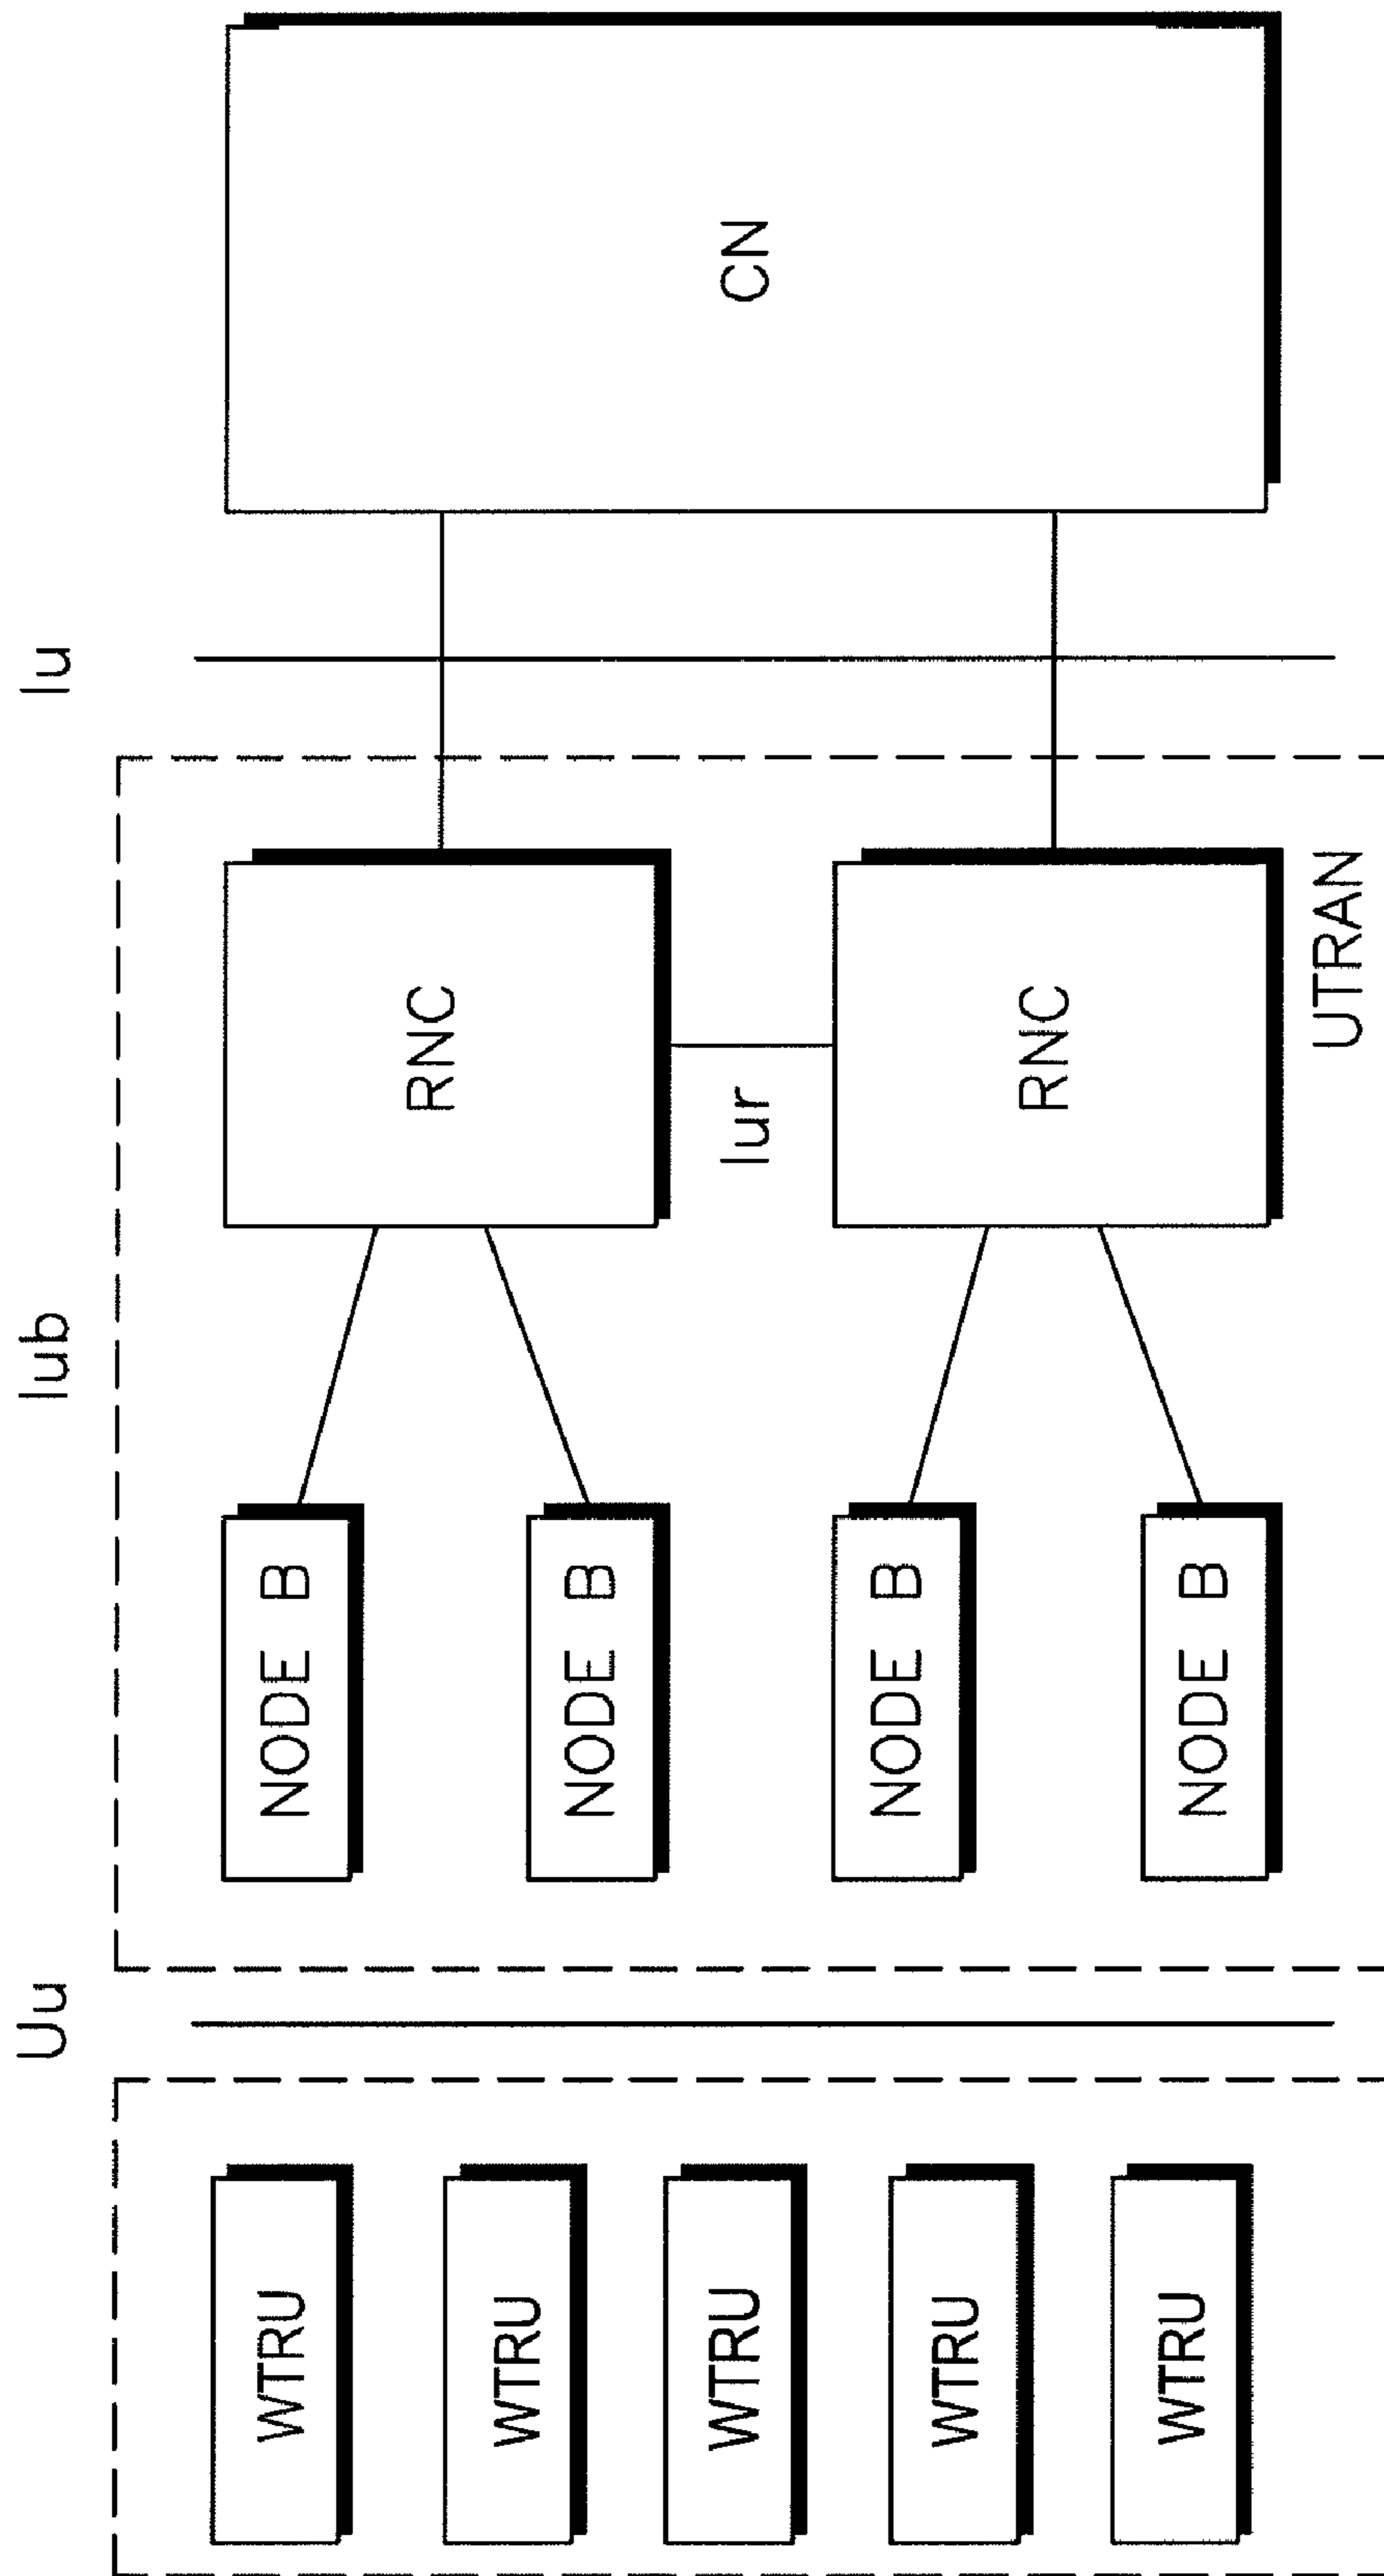 Uu
Iub
Iu
WTRU
WTRU
WTRU
WTRU
WTRU
NODE B
NODE B
NODE B
NODE B
RNC
Iur
RNC
UTRAN
CN